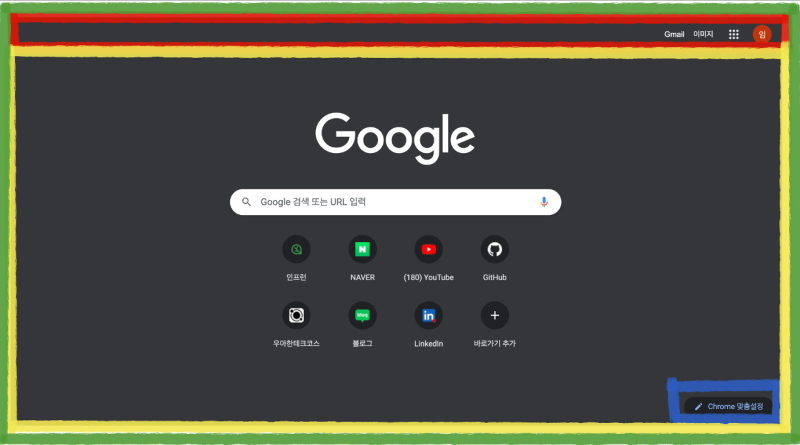 Gmail 이미지 임
Google
Google 검색 또는 URL 입력
인프런 NAVER (180) YouTube GitHub
우아한테크코스 블로그 LinkedIn 바로가기 추가
Chrome 맞춤설정